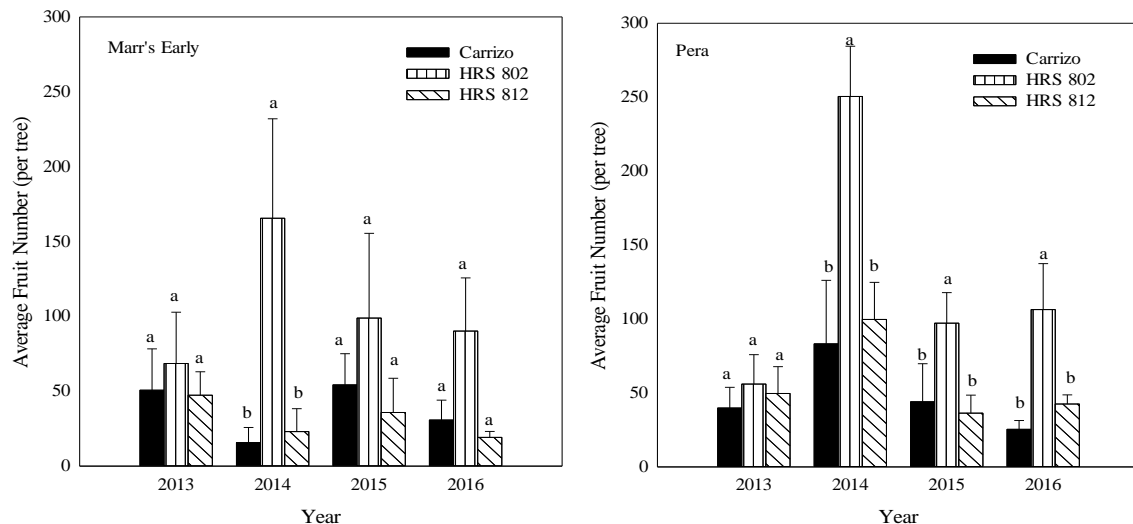 Marr's Early
Carrizo
HRS 802
HRS 812
Average Fruit Number (per tree)
300
250
200
150
100
50
0
a
a
a
b
a
b
a
a
a
a
a
a
2013
2014
2015
2016
Year
Pera
Carrizo
HRS 802
HRS 812
Average Fruit Number (per tree)
300
250
200
150
100
50
0
a
a
a
b
a
b
b
a
b
b
a
b
2013
2014
2015
2016
Year